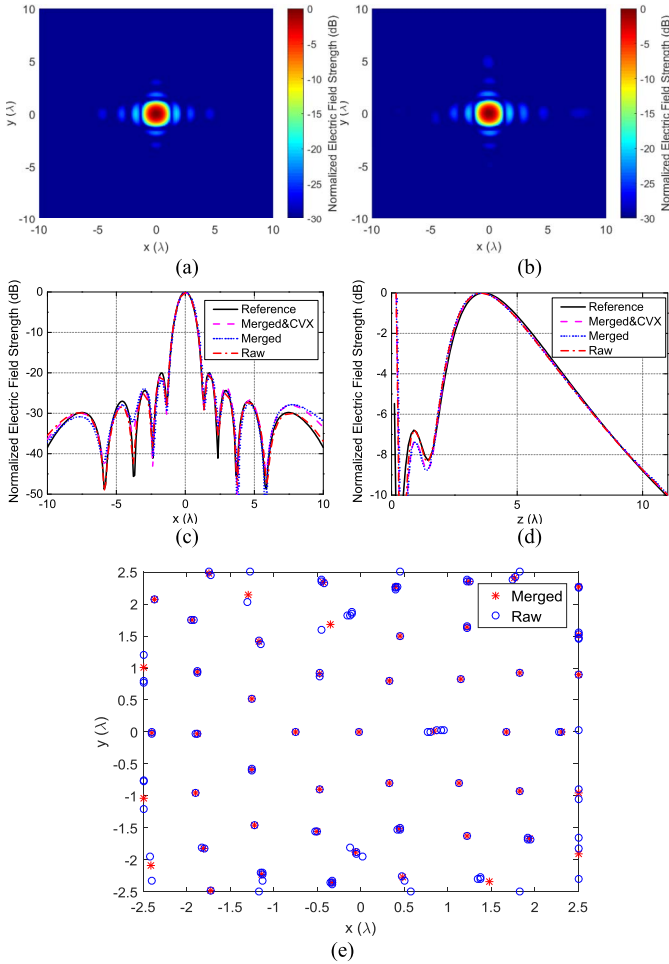 10
5
0
-5
-10
-10
-5
0
5
10
x (λ)
y (λ)
0
-5
-10
-15
-20
-25
-30
Normalized Electric Field Strength (dB)
(a)
10
5
0
-5
-10
-10
-5
0
5
10
x (λ)
y (λ)
0
-5
-10
-15
-20
-25
-30
Normalized Electric Field Strength (dB)
(b)
0
-10
-20
-30
-40
-50
-10
-5
0
5
10
x (λ)
Normalized Electric Field Strength (dB)
Reference
Merged&CVX
Merged
Raw
(c)
0
-2
-4
-6
-8
-10
0
5
10
z (λ)
Normalized Electric Field Strength (dB)
Reference
Merged&CVX
Merged
Raw
(d)
2.5
2
1.5
1
0.5
0
-0.5
-1
-1.5
-2
-2.5
-2.5
-2
-1.5
-1
-0.5
0
0.5
1
1.5
2
2.5
x (λ)
y (λ)
Merged
Raw
(e)